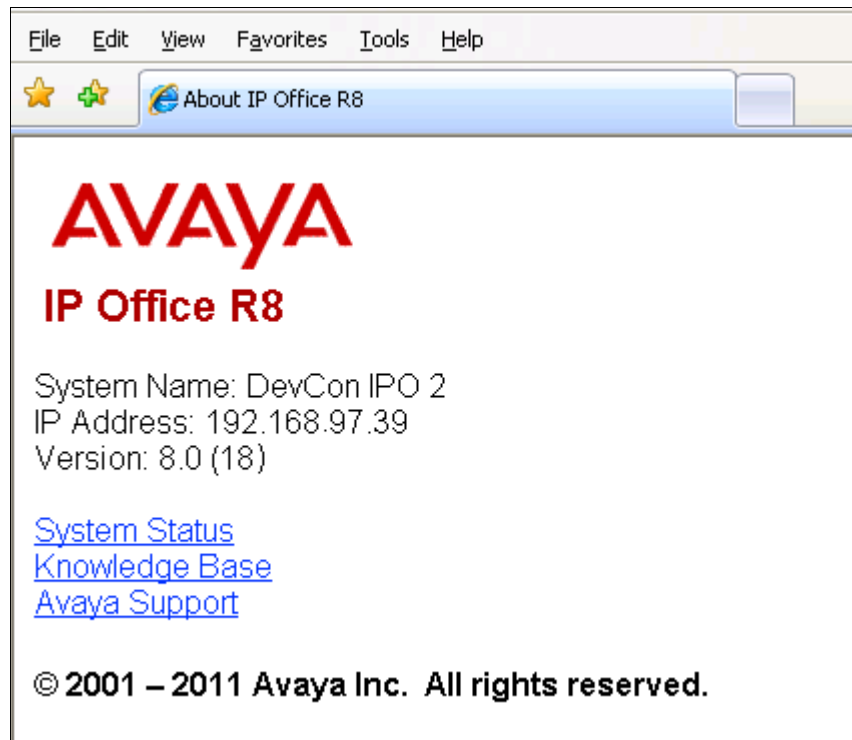 File Edit View Favorites Tools Help
About IP Office R8
AVAYA
IP Office R8
System Name: DevCon IPO 2
IP Address: 192.168.97.39
Version: 8.0 (18)
System Status
Knowledge Base
Avaya Support
© 2001 – 2011 Avaya Inc. All rights reserved.